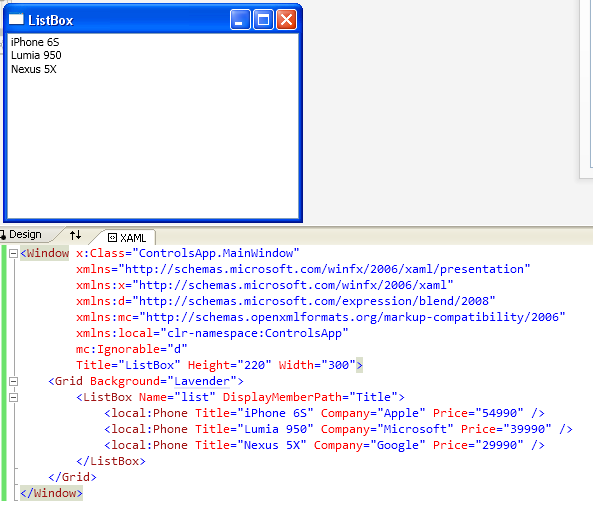 ListBox
iPhone 6S
Lumia 950
Nexus 5X
Design XAML
<Window x:Class="ControlsApp.MainWindow"
xmlns="http://schemas.microsoft.com/winfx/2006/xaml/presentation"
xmlns:x="http://schemas.microsoft.com/winfx/2006/xaml"
xmlns:d="http://schemas.microsoft.com/expression/blend/2008"
xmlns:mc="http://schemas.openxmlformats.org/markup-compatibility/2006"
xmlns:local="clr-namespace:ControlsApp"
mc:Ignorable="d"
Title="ListBox" Height="220" Width="300">
<Grid Background="Lavender">
<ListBox Name="list" DisplayMemberPath="Title">
<local:Phone Title="iPhone 6S" Company="Apple" Price="54990" />
<local:Phone Title="Lumia 950" Company="Microsoft" Price="39990" />
<local:Phone Title="Nexus 5X" Company="Google" Price="29990" />
</ListBox>
</Grid>
</Window>